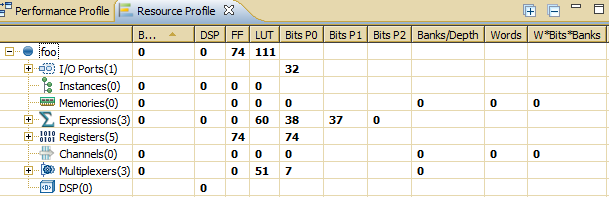 Performance Profile Resource Profile
B... DSP FF LUT Bits P0 Bits P1 Bits P2 Banks/Depth Words W*Bits*Banks
foo 0 0 74 111
I/O Ports(1) 32
Instances(0) 0 0 0 0
Memories(0) 0 0 0 0 0 0 0
Expressions(3) 0 0 0 60 38 37 0
Registers(5) 74 74
Channels(0) 0 0 0 0 0 0 0
Multiplexers(3) 0 0 51 7 0
DSP(0) 0